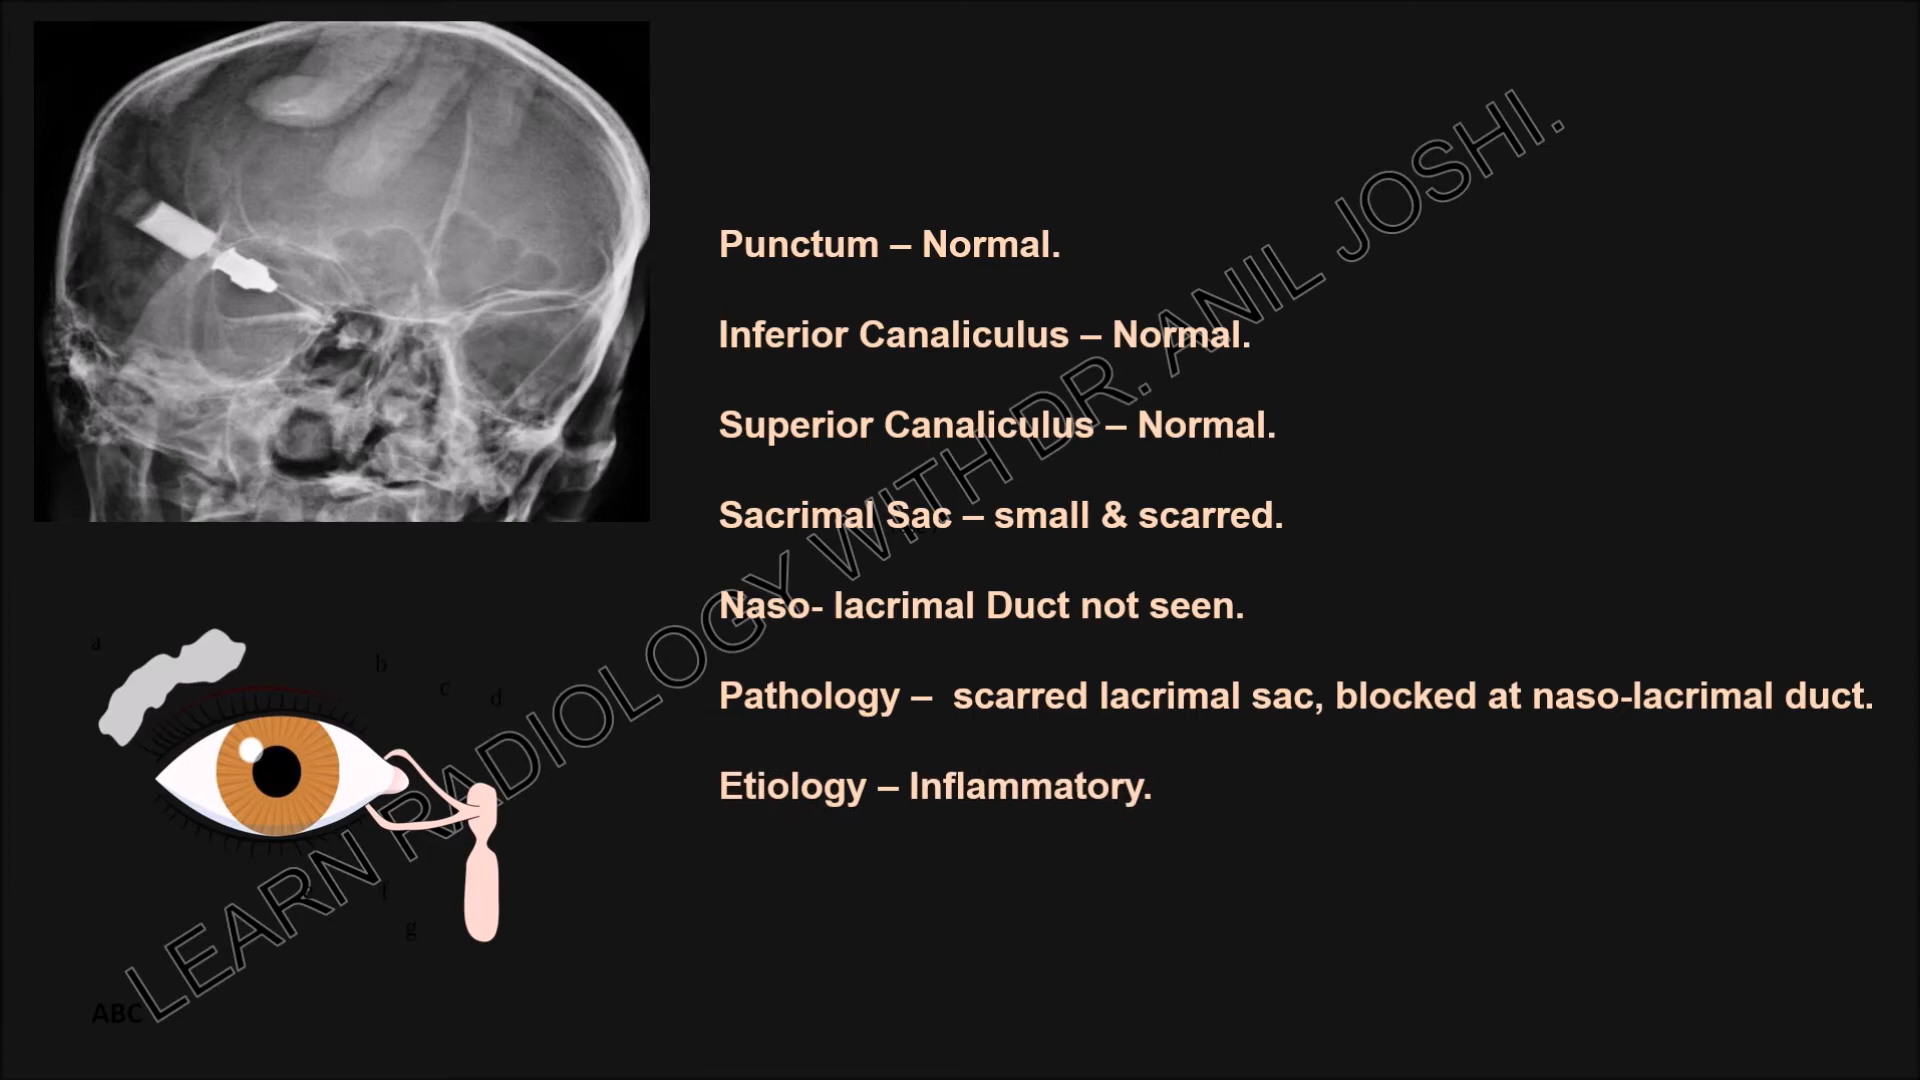 Punctum – Normal.
Inferior Canaliculus – Normal.
Superior Canaliculus – Normal.
Sacrimal Sac – small & scarred.
Naso- lacrimal Duct not seen.
Pathology –  scarred lacrimal sac, blocked at naso-lacrimal duct.
Etiology – Inflammatory.
LEARN RADIOLOGY WITH DR. ANIL JOSHI.
a
b
c
d
f
g
ABC